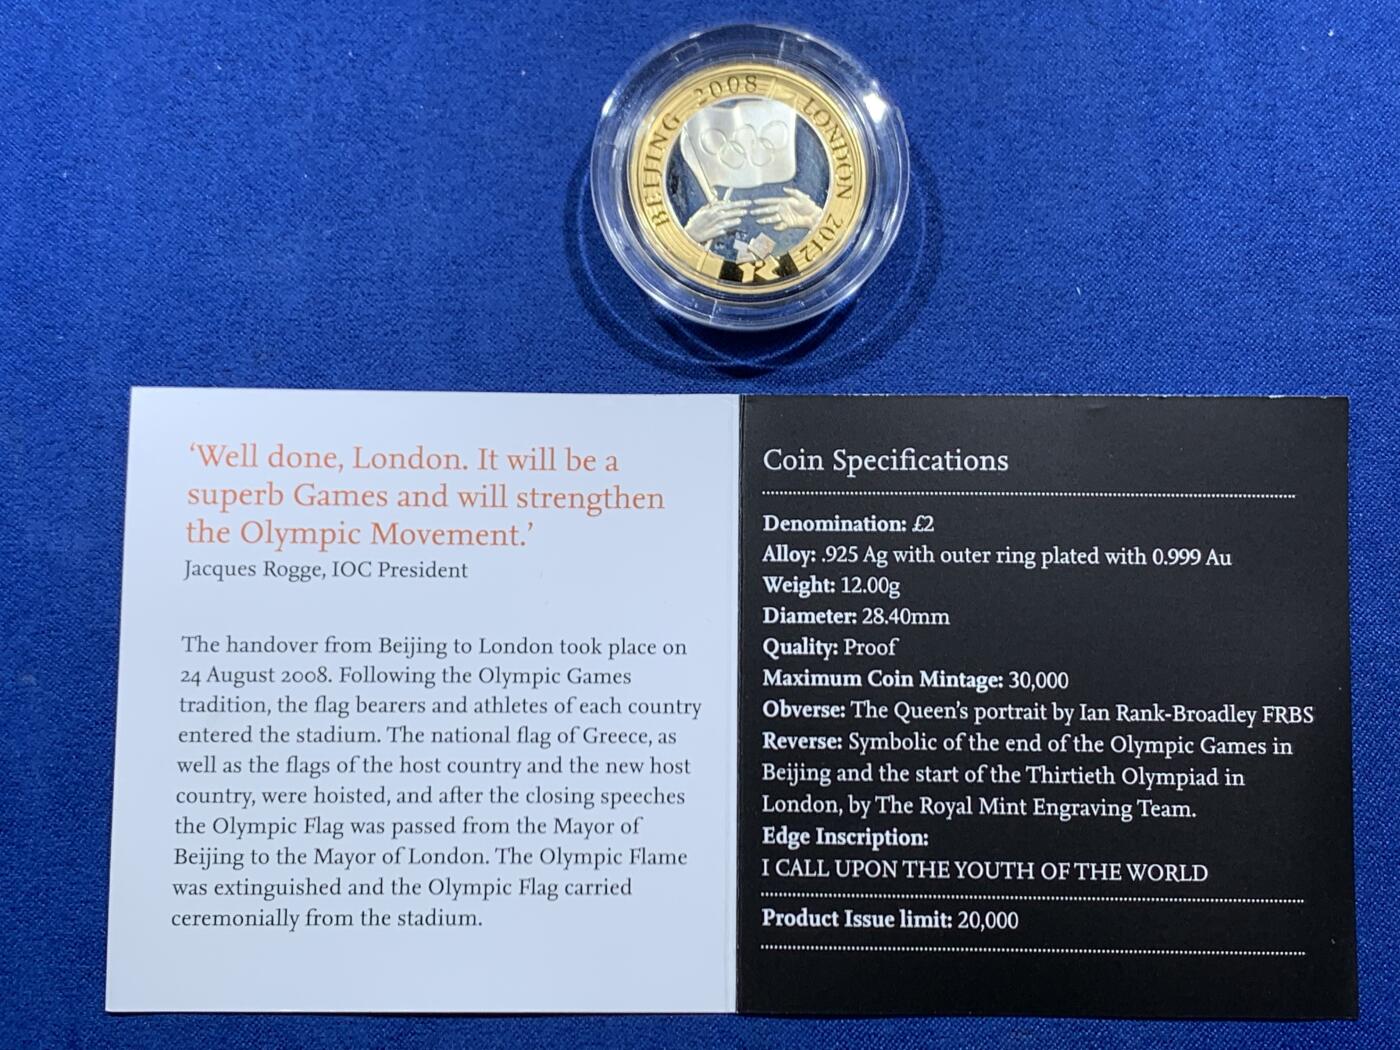 BEIJING 2008 LONDON 2012
‘Well done, London. It will be a
superb Games and will strengthen
the Olympic Movement.’
Jacques Rogge, IOC President
The handover from Beijing to London took place on
24 August 2008. Following the Olympic Games
tradition, the flag bearers and athletes of each country
entered the stadium. The national flag of Greece, as
well as the flags of the host country and the new host
country, were hoisted, and after the closing speeches
the Olympic Flag was passed from the Mayor of
Beijing to the Mayor of London. The Olympic Flame
was extinguished and the Olympic Flag carried
ceremonially from the stadium.
Coin Specifications
Denomination: £2
Alloy: .925 Ag with outer ring plated with 0.999 Au
Weight: 12.00g
Diameter: 28.40mm
Quality: Proof
Maximum Coin Mintage: 30,000
Obverse: The Queen’s portrait by Ian Rank-Broadley FRBS
Reverse: Symbolic of the end of the Olympic Games in
Beijing and the start of the Thirtieth Olympiad in
London, by The Royal Mint Engraving Team.
Edge Inscription:
I CALL UPON THE YOUTH OF THE WORLD
Product Issue limit: 20,000